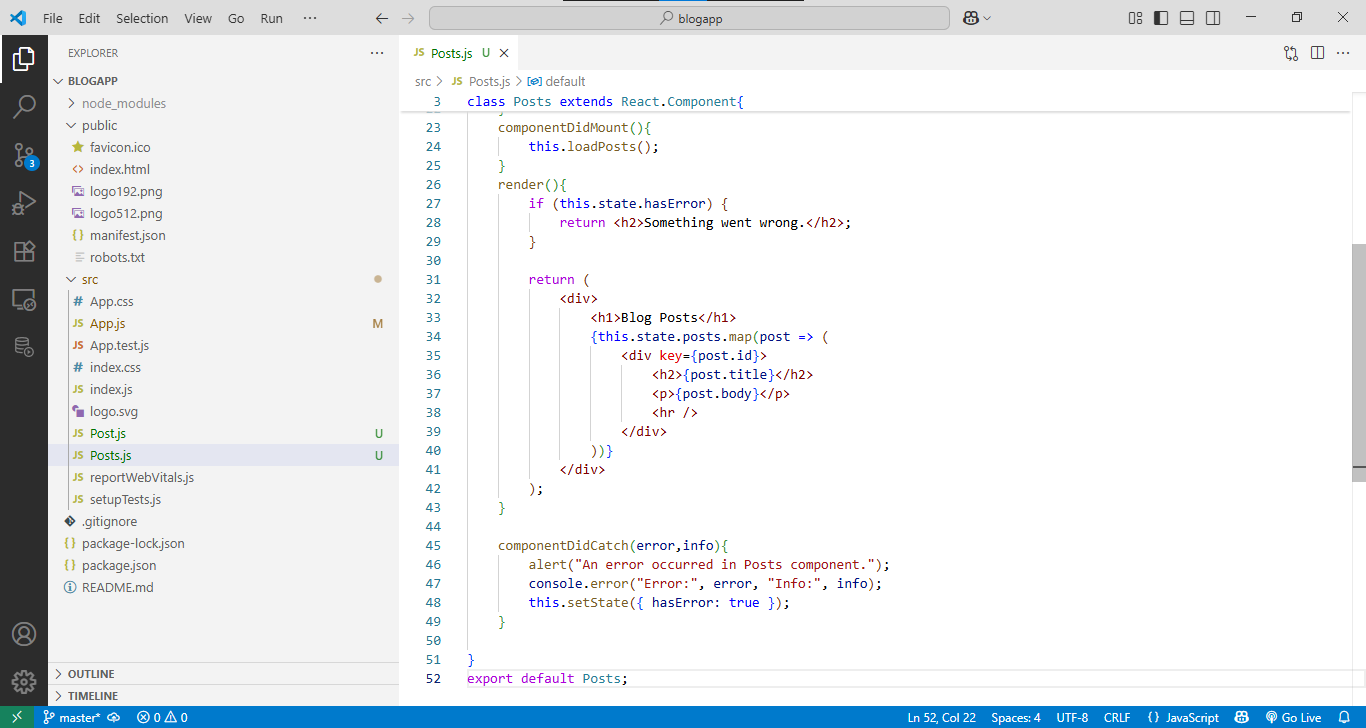 File Edit Selection View Go Run ··· blogapp
EXPLORER ···
BLOGAPP
node_modules
public
favicon.ico
<> index.html
logo192.png
logo512.png
{} manifest.json
robots.txt
src
# App.css
JS App.js M
JS App.test.js
# index.css
JS index.js
logo.svg
JS Post.js U
JS Posts.js U
JS reportWebVitals.js
JS setupTests.js
.gitignore
{} package-lock.json
{} package.json
README.md
OUTLINE
TIMELINE
3
JS Posts.js U
src > JS Posts.js > default
3 class Posts extends React.Component{
23 componentDidMount(){
24 this.loadPosts();
25 }
26 render(){
27 if (this.state.hasError) {
28 return <h2>Something went wrong.</h2>;
29 }
30
31 return (
32 <div>
33 <h1>Blog Posts</h1>
34 {this.state.posts.map(post => (
35 <div key={post.id}>
36 <h2>{post.title}</h2>
37 <p>{post.body}</p>
38 <hr />
39 </div>
40 ))}
41 </div>
42 );
43 }
44
45 componentDidCatch(error,info){
46 alert("An error occurred in Posts component.");
47 console.error("Error:", error, "Info:", info);
48 this.setState({ hasError: true });
49 }
50
51 }
52 export default Posts;
master* 0 0 Ln 52, Col 22 Spaces: 4 UTF-8 CRLF {} JavaScript Go Live